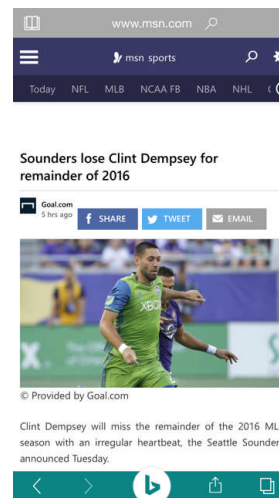 www.msn.com
msn sports
Today NFL MLB NCAA FB NBA NHL
Sounders lose Clint Dempsey for
remainder of 2016
Goal.com
5 hrs ago
SHARE TWEET EMAIL
XBOX
© Provided by Goal.com
Clint Dempsey will miss the remainder of the 2016 ML
season with an irregular heartbeat, the Seattle Sounder
announced Tuesday.